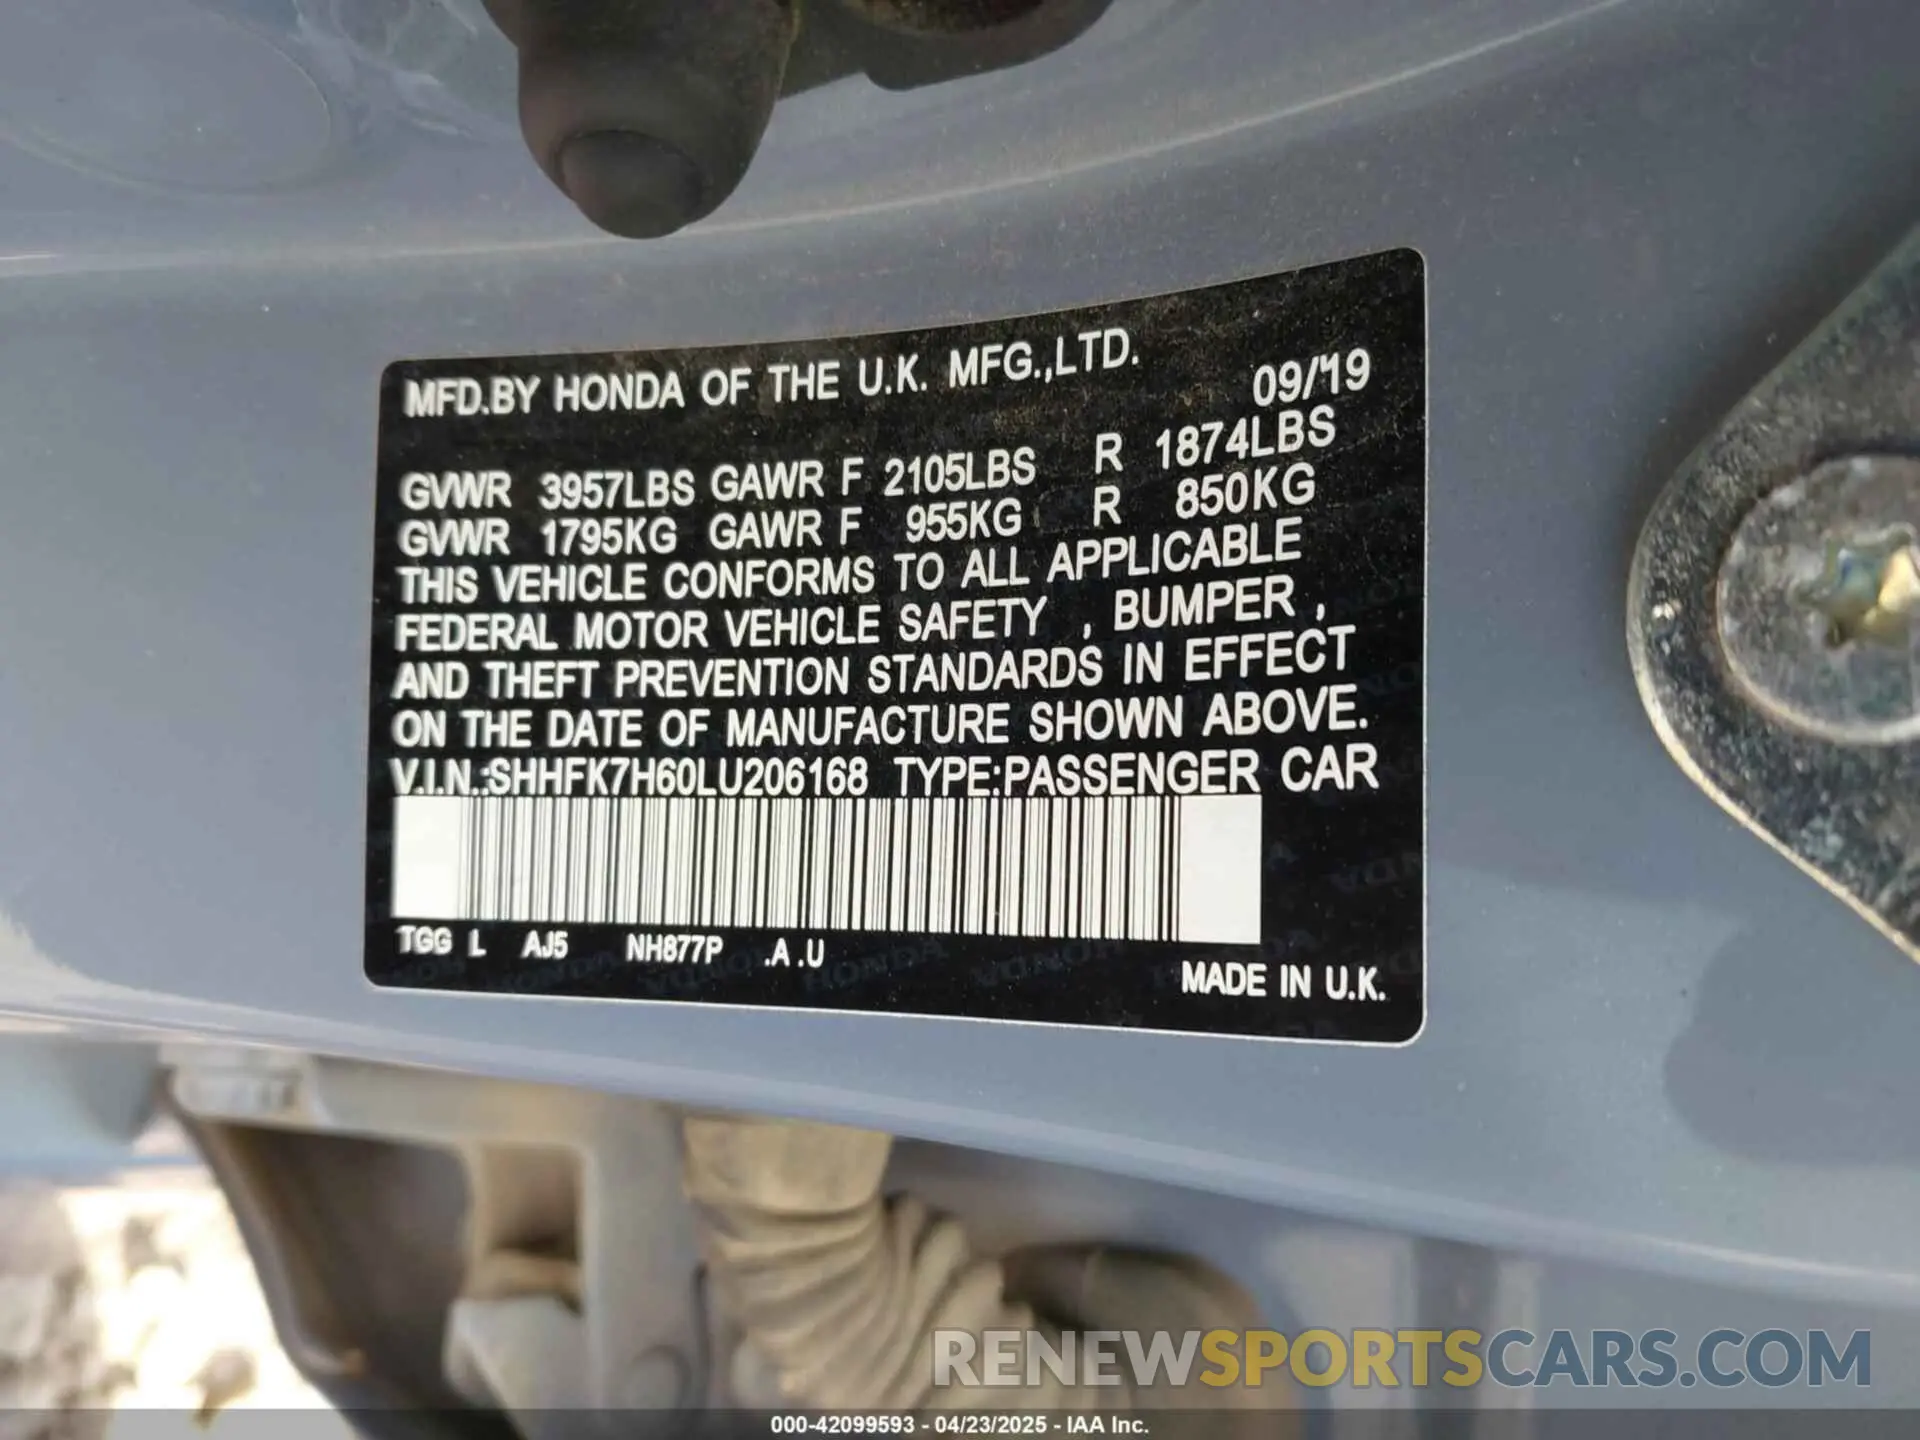 MFD.BY HONDA OF THE U.K. MFG.,LTD. 09/'19
GVWR 3957LBS GAWR F 2105LBS R 1874LBS
GVWR 1795KG GAWR F 955KG R 850KG
THIS VEHICLE CONFORMS TO ALL APPLICABLE
FEDERAL MOTOR VEHICLE SAFETY , BUMPER ,
AND THEFT PREVENTION STANDARDS IN EFFECT
ON THE DATE OF MANUFACTURE SHOWN ABOVE.
V.I.N.:SHHFK7H60LU206168 TYPE:PASSENGER CAR
TGG L AJ5 NH877P .A .U
MADE IN U.K.
RENEWSPORTSCARS.COM
000-42099593 - 04/23/2025 - IAA Inc.